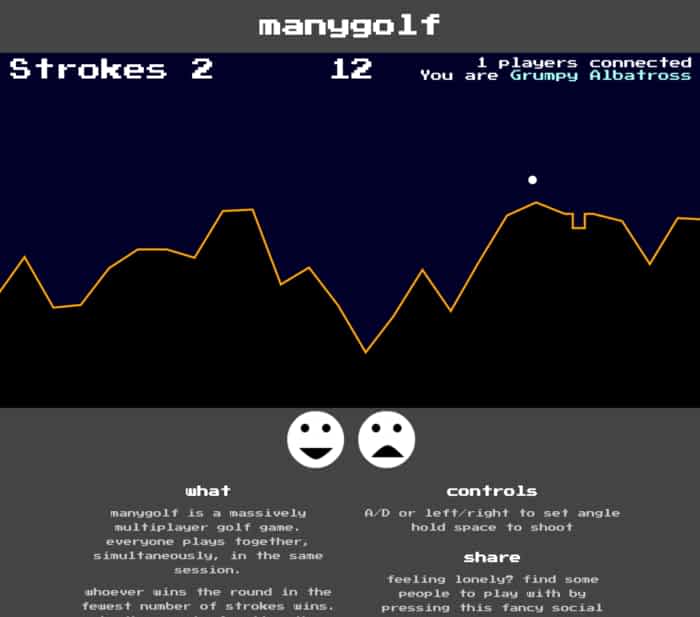 manygolf
Strokes 2
12
1 players connected
You are Grumpy Albatross
what
manygolf is a massively
multiplayer golf game.
everyone plays together,
simultaneously, in the same
session.
whoever wins the round in the
fewest number of strokes wins.
controls
A/D or left/right to set angle
hold space to shoot
share
feeling lonely? find some
people to play with by
pressing this fancy social